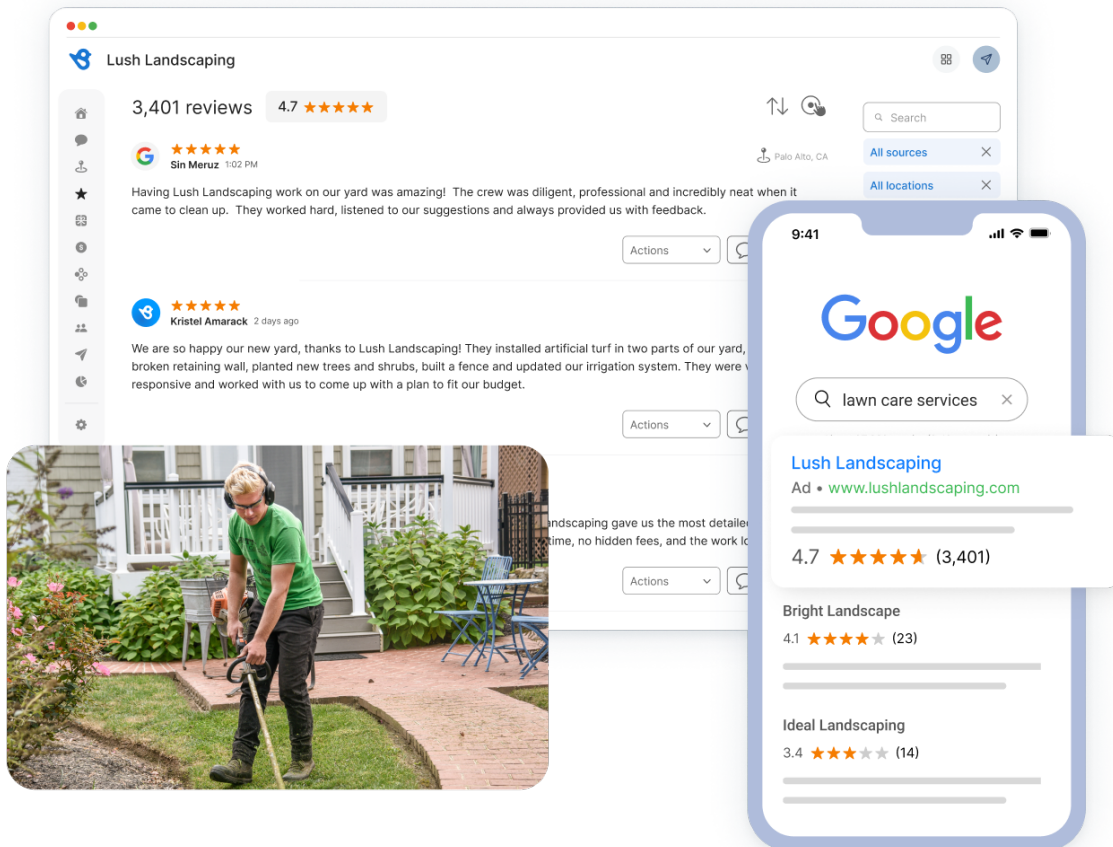 Lush Landscaping
3,401 reviews 4.7
Search
Sin Meruz 1:02 PM
Palo Alto, CA
All sources
All locations
Having Lush Landscaping work on our yard was amazing! The crew was diligent, professional and incredibly neat when it
came to clean up. They worked hard, listened to our suggestions and always provided us with feedback.
Actions
Kristel Amarack 2 days ago
We are so happy our new yard, thanks to Lush Landscaping! They installed artificial turf in two parts of our yard,
broken retaining wall, planted new trees and shrubs, built a fence and updated our irrigation system. They were
responsive and worked with us to come up with a plan to fit our budget.
Actions
gave us the most detailed
time, no hidden fees, and the work
Actions
9:41
Google
lawn care services
Lush Landscaping
Ad • www.lushlandscaping.com
4.7 (3,401)
Bright Landscape
4.1 (23)
Ideal Landscaping
3.4 (14)